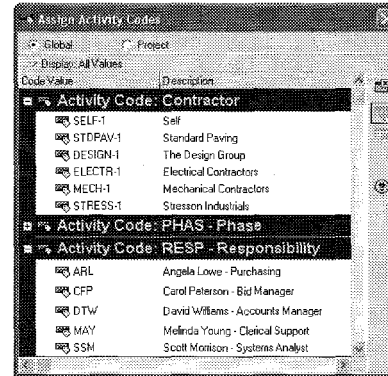 Assign Activity Codes
Global Project
Display: All Values
Code Value Description
Activity Code: Contractor
SELF-1 Self
STDPAV-1 Standard Paving
DESIGN-1 The Design Group
ELECTR-1 Electrical Contractors
MECH-1 Mechanical Contractors
STRESS-1 Stresson Industrials
Activity Code: PHAS - Phase
Activity Code: RESP - Responsibility
ARL Angela Lowe - Purchasing
CFP Carol Peterson - Bid Manager
DTW David Williams - Accounts Manager
MAY Melinda Young - Clerical Support
SSM Scott Morrison - Systems Analyst